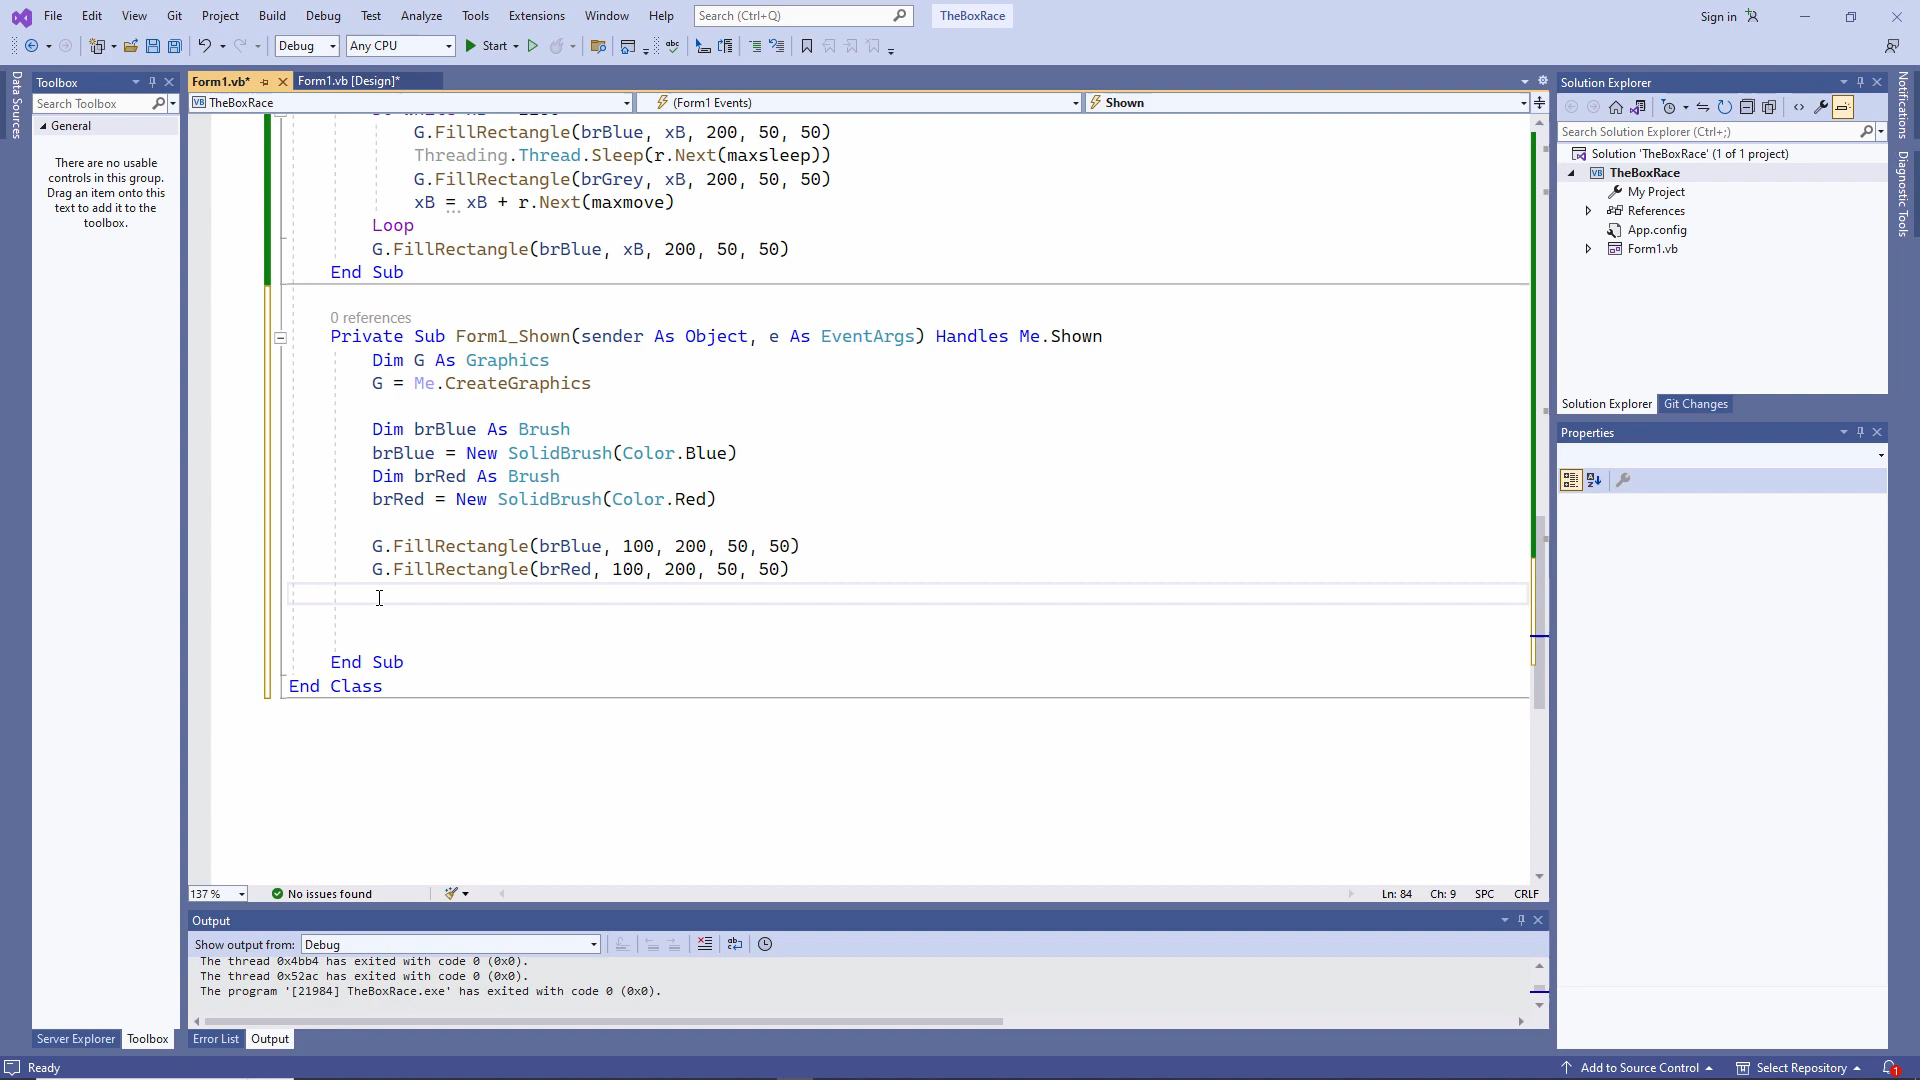 File Edit View Git Project Build Debug Test Analyze Tools Extensions Window Help Search (Ctrl+Q) TheBoxRace Sign in
Debug Any CPU Start
Data Sources
Toolbox
Search Toolbox
General
There are no usable
controls in this group.
Drag an item onto this
text to add it to the
toolbox.
Server Explorer Toolbox
Form1.vb* Form1.vb [Design]*
TheBoxRace (Form1 Events) Shown
G.FillRectangle(brBlue, xB, 200, 50, 50)
Threading.Thread.Sleep(r.Next(maxsleep))
G.FillRectangle(brGrey, xB, 200, 50, 50)
xB = xB + r.Next(maxmove)
Loop
G.FillRectangle(brBlue, xB, 200, 50, 50)
End Sub
0 references
Private Sub Form1_Shown(sender As Object, e As EventArgs) Handles Me.Shown
Dim G As Graphics
G = Me.CreateGraphics
Dim brBlue As Brush
brBlue = New SolidBrush(Color.Blue)
Dim brRed As Brush
brRed = New SolidBrush(Color.Red)
G.FillRectangle(brBlue, 100, 200, 50, 50)
G.FillRectangle(brRed, 100, 200, 50, 50)
End Sub
End Class
137 % No issues found Ln: 84 Ch: 9 SPC CRLF
Output
Show output from: Debug
The thread 0x4bb4 has exited with code 0 (0x0).
The thread 0x52ac has exited with code 0 (0x0).
The program '[21984] TheBoxRace.exe' has exited with code 0 (0x0).
Error List Output
Solution Explorer
Search Solution Explorer (Ctrl+;)
Solution 'TheBoxRace' (1 of 1 project)
VB TheBoxRace
My Project
References
App.config
Form1.vb
Solution Explorer Git Changes
Properties
Notifications
Diagnostic Tools
Ready Add to Source Control Select Repository 1